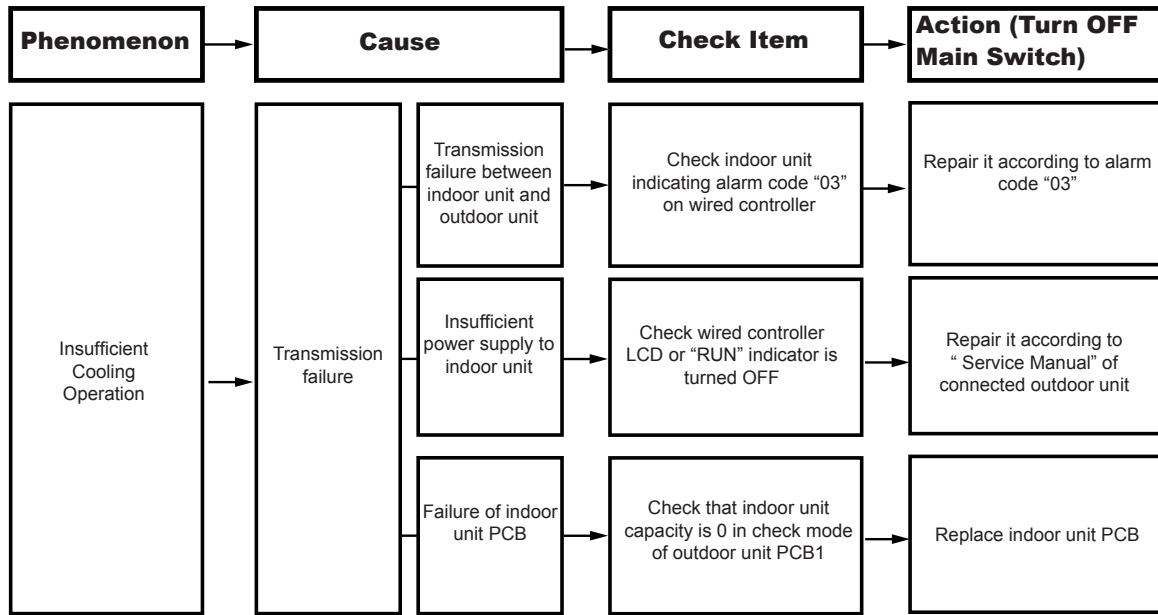 Phenomenon
Cause
Check Item
Action (Turn OFF
Main Switch)
Insufficient
Cooling
Operation
Transmission
failure
Transmission
failure between
indoor unit and
outdoor unit
Check indoor unit
indicating alarm code “03”
on wired controller
Repair it according to alarm
code “03”
Insufficient
power supply to
indoor unit
Check wired controller
LCD or “RUN” indicator is
turned OFF
Repair it according to
“ Service Manual” of
connected outdoor unit
Failure of indoor
unit PCB
Check that indoor unit
capacity is 0 in check mode
of outdoor unit PCB1
Replace indoor unit PCB